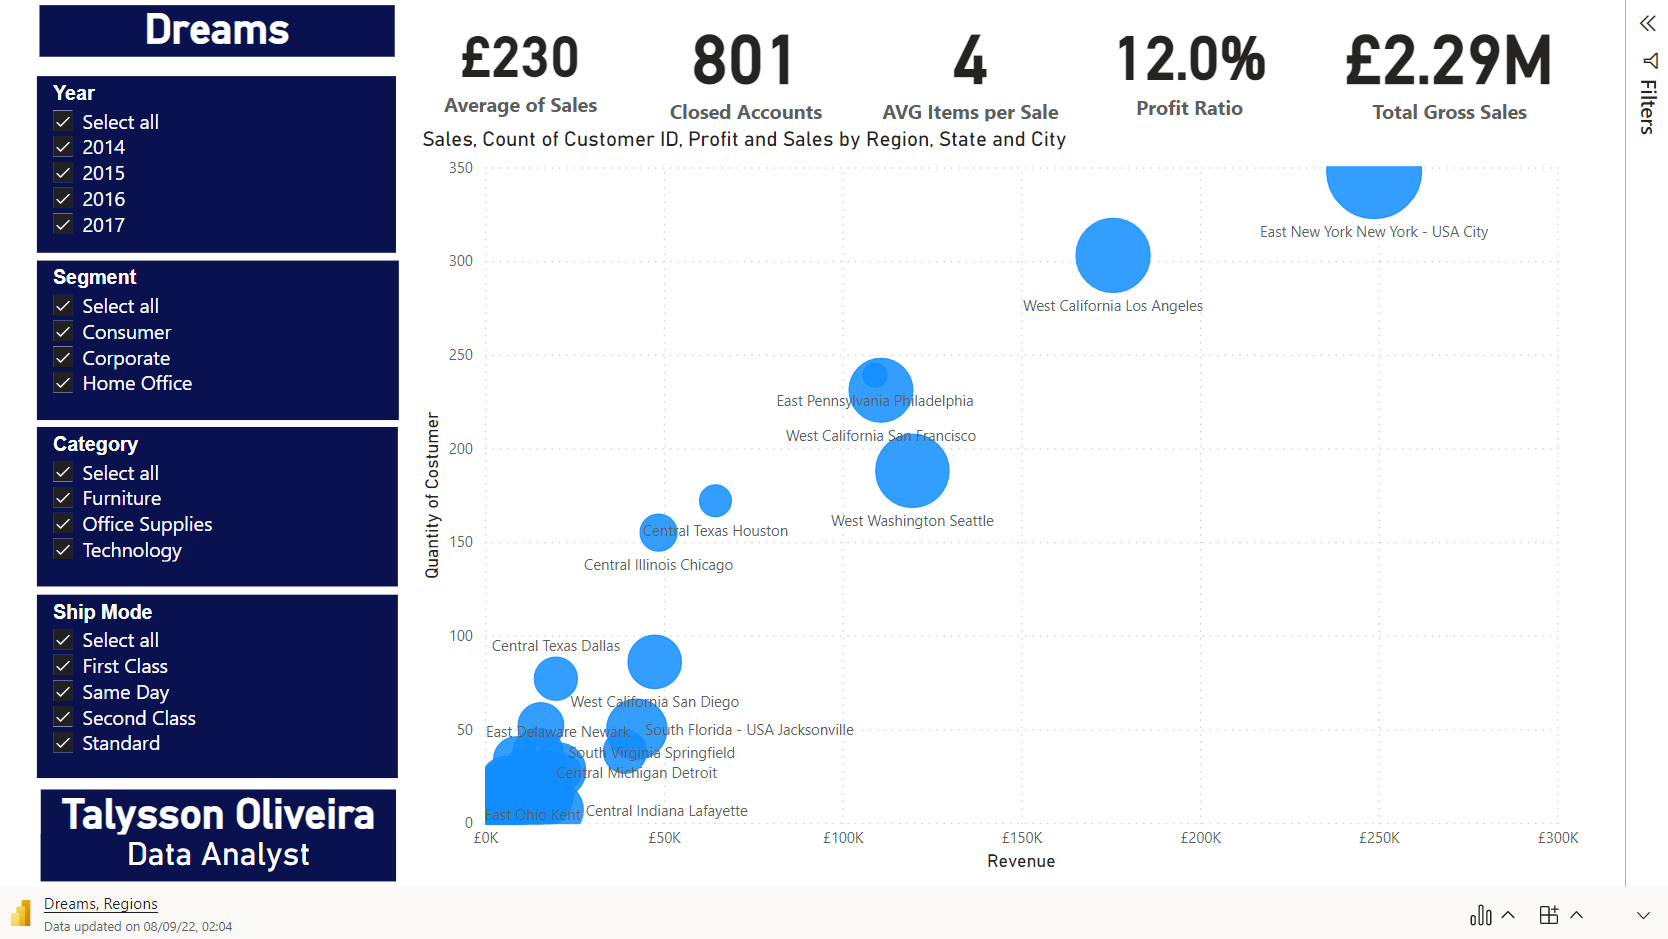 Dreams
Year
Select all
2014
2015
2016
2017
Segment
Select all
Consumer
Corporate
Home Office
Category
Select all
Furniture
Office Supplies
Technology
Ship Mode
Select all
First Class
Same Day
Second Class
Standard
Talysson Oliveira
Data Analyst
£230
Average of Sales
801
Closed Accounts
4
AVG Items per Sale
12.0%
Profit Ratio
£2.29M
Total Gross Sales
Sales, Count of Customer ID, Profit and Sales by Region, State and City
Quantity of Costumer
350
300
250
200
150
100
50
0
East New York New York - USA City
West California Los Angeles
East Pennsylvania Philadelphia
West California San Francisco
West Washington Seattle
Central Texas Houston
Central Illinois Chicago
Central Texas Dallas
West California San Diego
East Delaware Newark
South Florida - USA Jacksonville
South Virginia Springfield
Central Michigan Detroit
Central Indiana Lafayette
East Ohio Kent
£0K
£50K
£100K
£150K
£200K
£250K
£300K
Revenue
Filters
Dreams, Regions
Data updated on 08/09/22, 02:04